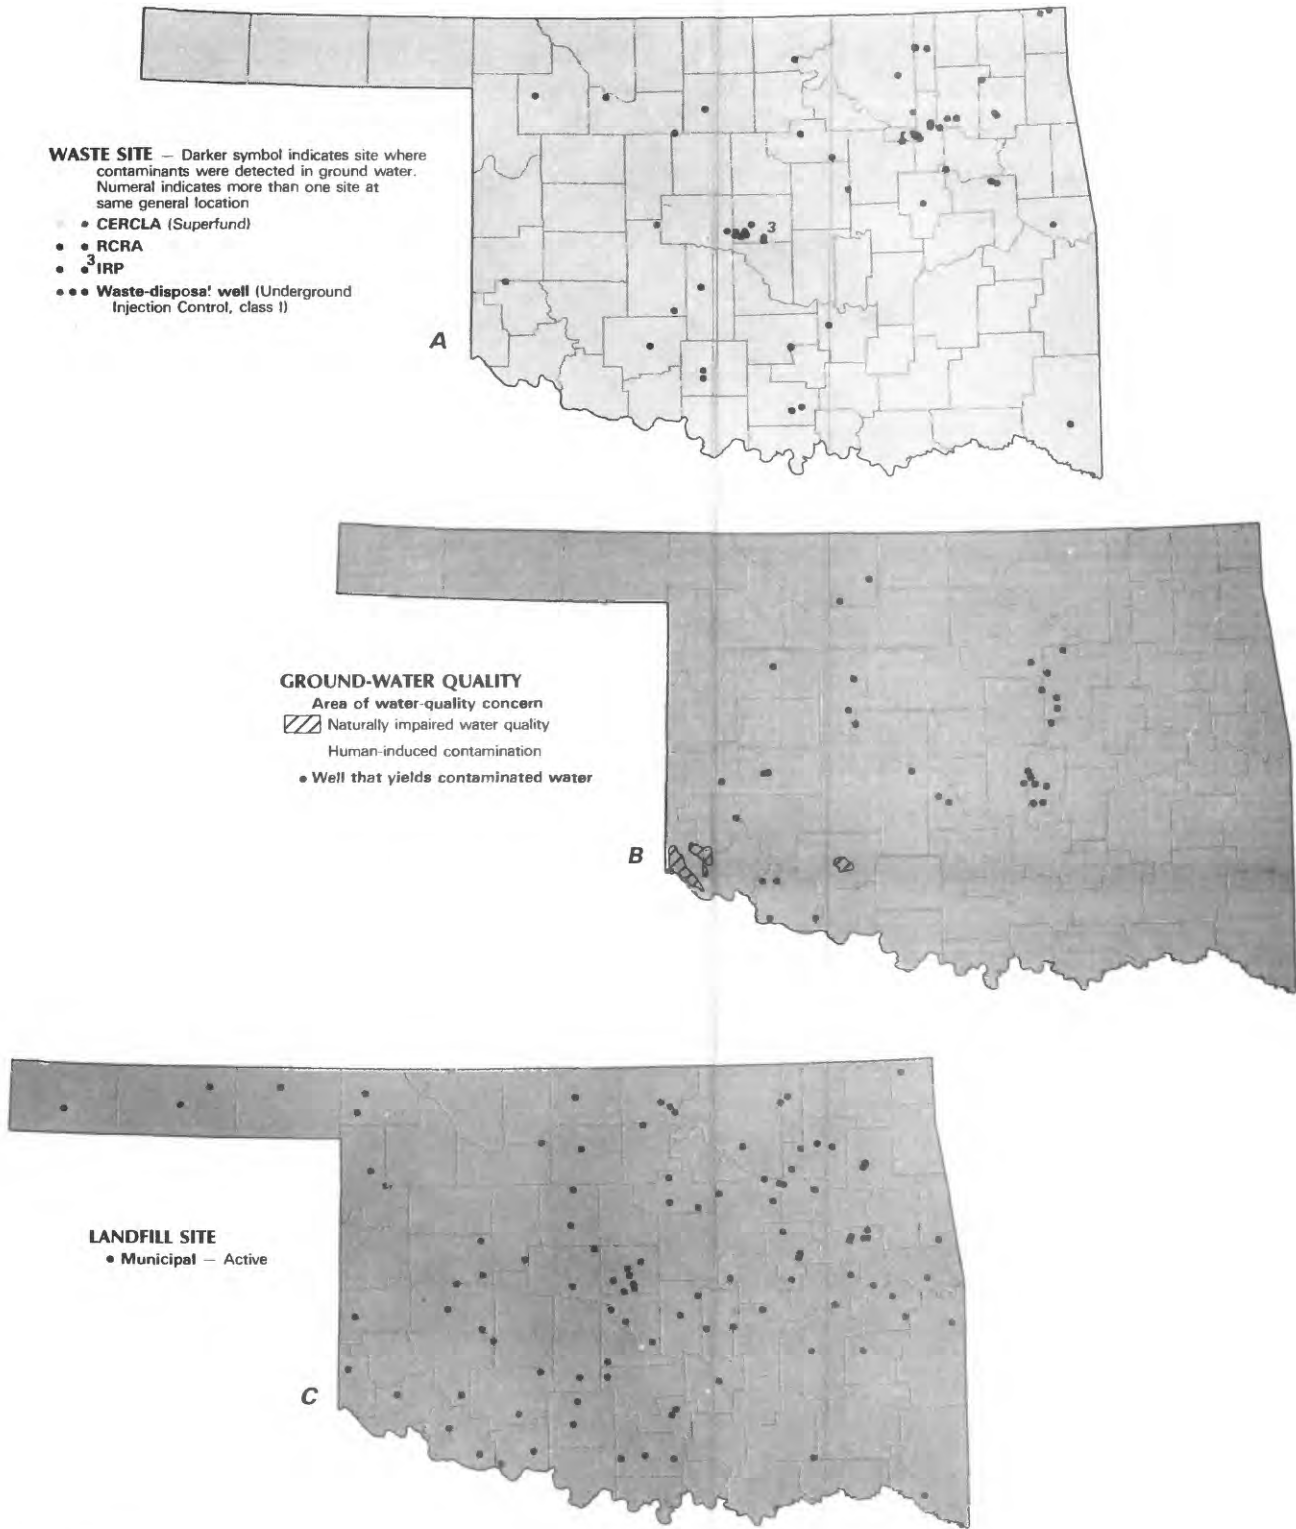 WASTE SITE — Darker symbol indicates site where
contaminants were detected in ground water.
Numeral indicates more than one site at
same general location
CERCLA (Superfund)
RCRA
3 IRP
Waste-disposa! well (Underground
Injection Control, class I)
3
A
GROUND-WATER QUALITY
Area of water-quality concern
Naturally impaired water quality
Human-induced contamination
Well that yields contaminated water
B
LANDFILL SITE
Municipal — Active
C